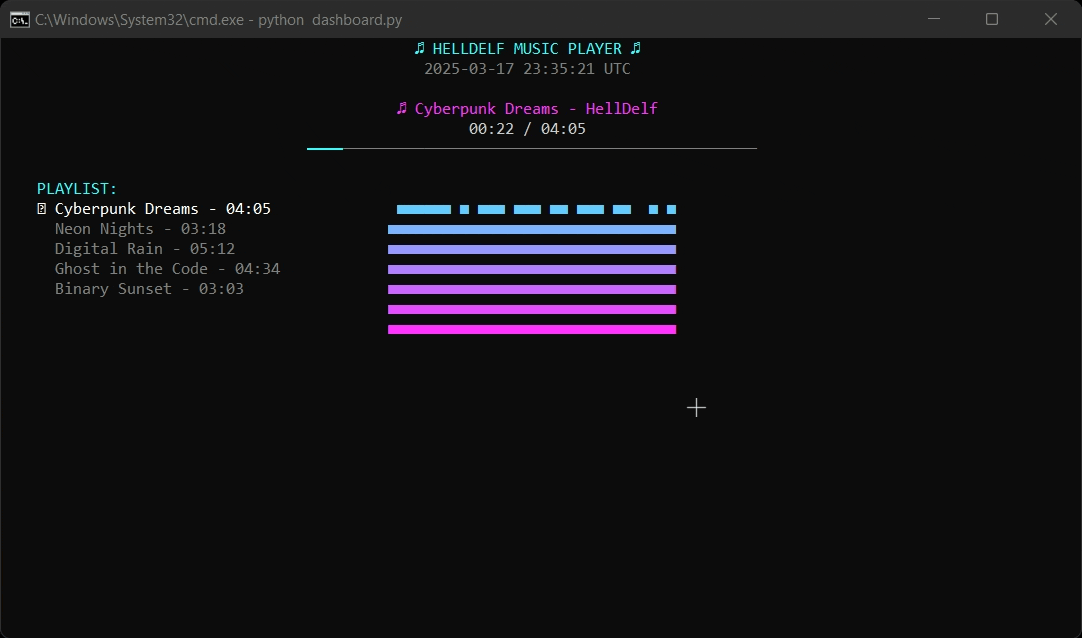 C:\Windows\System32\cmd.exe - python  dashboard.py
♬ HELLDELF MUSIC PLAYER ♬
2025-03-17 23:35:21 UTC
♬ Cyberpunk Dreams - HellDelf
00:22 / 04:05
PLAYLIST:
Cyberpunk Dreams - 04:05
Neon Nights - 03:18
Digital Rain - 05:12
Ghost in the Code - 04:34
Binary Sunset - 03:03